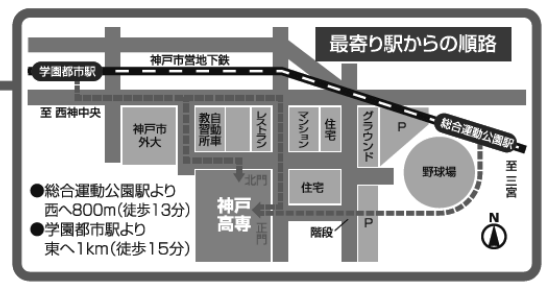 最寄り駅からの順路
神戸市営地下鉄
学園都市駅
至 西神中央
神戸市
外大
自動車
教習所
レストラン
マンション
住宅
グラウンド
P
総合運動公園駅
至 三宮
野球場
北門
住宅
神戸
高専
正門
階段
P
N
●総合運動公園駅より
西へ800m(徒歩13分)
●学園都市駅より
東へ1km(徒歩15分)